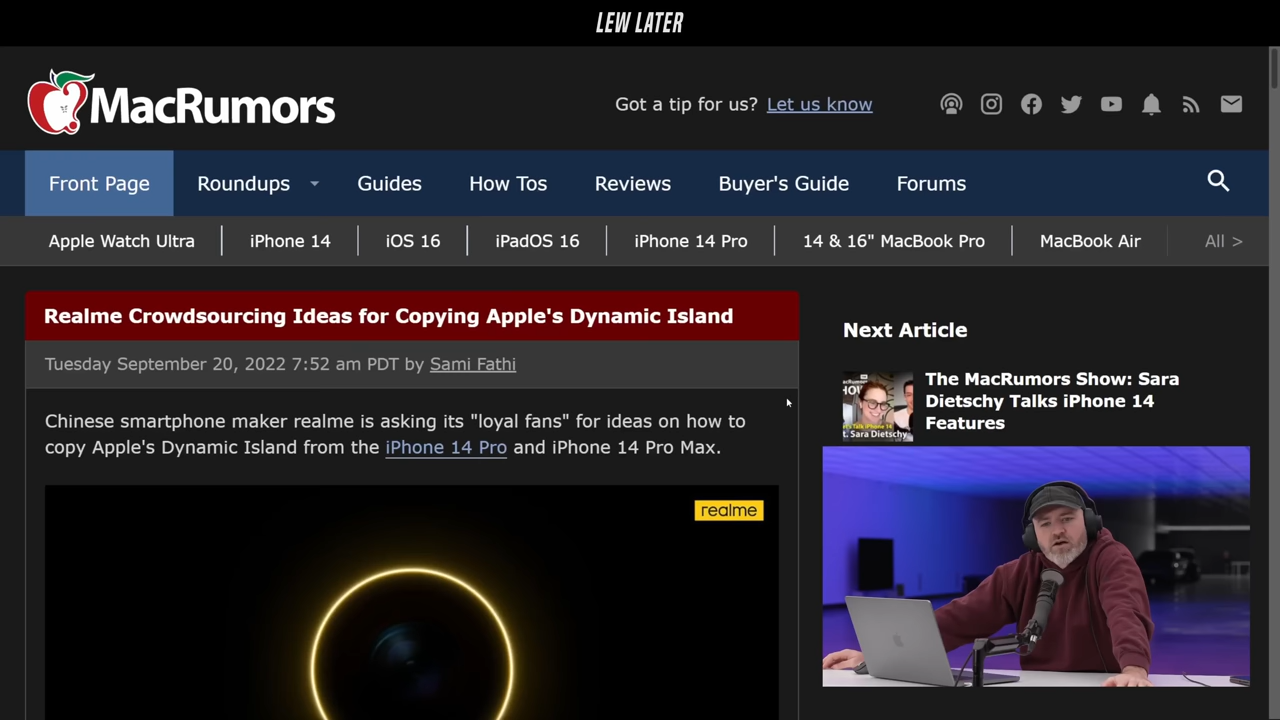 LEW LATER
MacRumors
Got a tip for us? Let us know
Front Page Roundups Guides How Tos Reviews Buyer's Guide Forums
Apple Watch Ultra iPhone 14 iOS 16 iPadOS 16 iPhone 14 Pro 14 & 16" MacBook Pro MacBook Air All >
Realme Crowdsourcing Ideas for Copying Apple's Dynamic Island
Tuesday September 20, 2022 7:52 am PDT by Sami Fathi
Chinese smartphone maker realme is asking its "loyal fans" for ideas on how to
copy Apple's Dynamic Island from the iPhone 14 Pro and iPhone 14 Pro Max.
realme
Next Article
The MacRumors Show: Sara
Dietschy Talks iPhone 14
Features